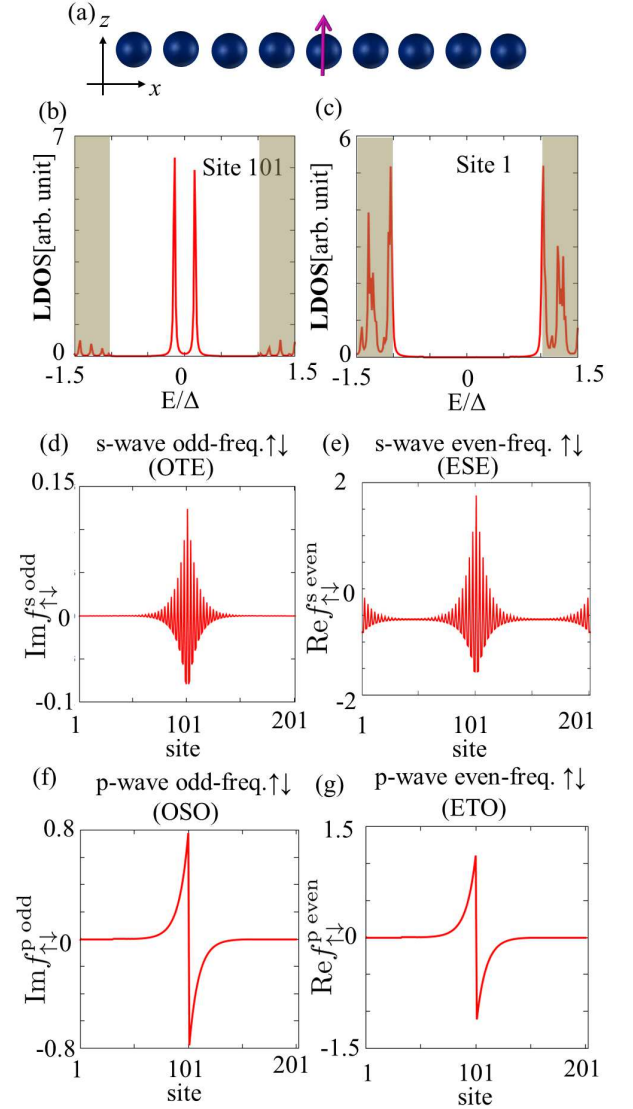 (a)
z
x
(b)
(c)
7
Site 101
LDOS[arb. unit]
0
-1.5
0
1.5
E/Δ
6
Site 1
LDOS[arb. unit]
0
-1.5
0
1.5
E/Δ
(d) s-wave odd-freq.↑↓
(OTE)
0.15
Im f↑↓ s odd
0
-0.1
1
101
201
site
(e) s-wave even-freq. ↑↓
(ESE)
2
Re f↑↓ s even
0
-2
1
101
201
site
(f) p-wave odd-freq.↑↓
(OSO)
0.8
Im f↑↓ p odd
0
-0.8
1
101
201
site
(g) p-wave even-freq. ↑↓
(ETO)
1.5
Re f↑↓ p even
0
-1.5
1
101
201
site